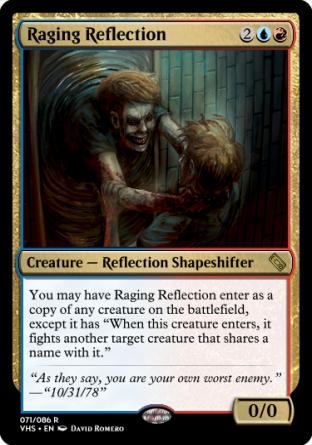 Raging Reflection 2
Creature — Reflection Shapeshifter
You may have Raging Reflection enter as a
copy of any creature on the battlefield,
except it has “When this creature enters, it
fights another target creature that shares a
name with it.”
“As they say, you are your own worst enemy.”
—“10/31/78”
071/086 R
VHS • EN DAVID ROMERO
0/0